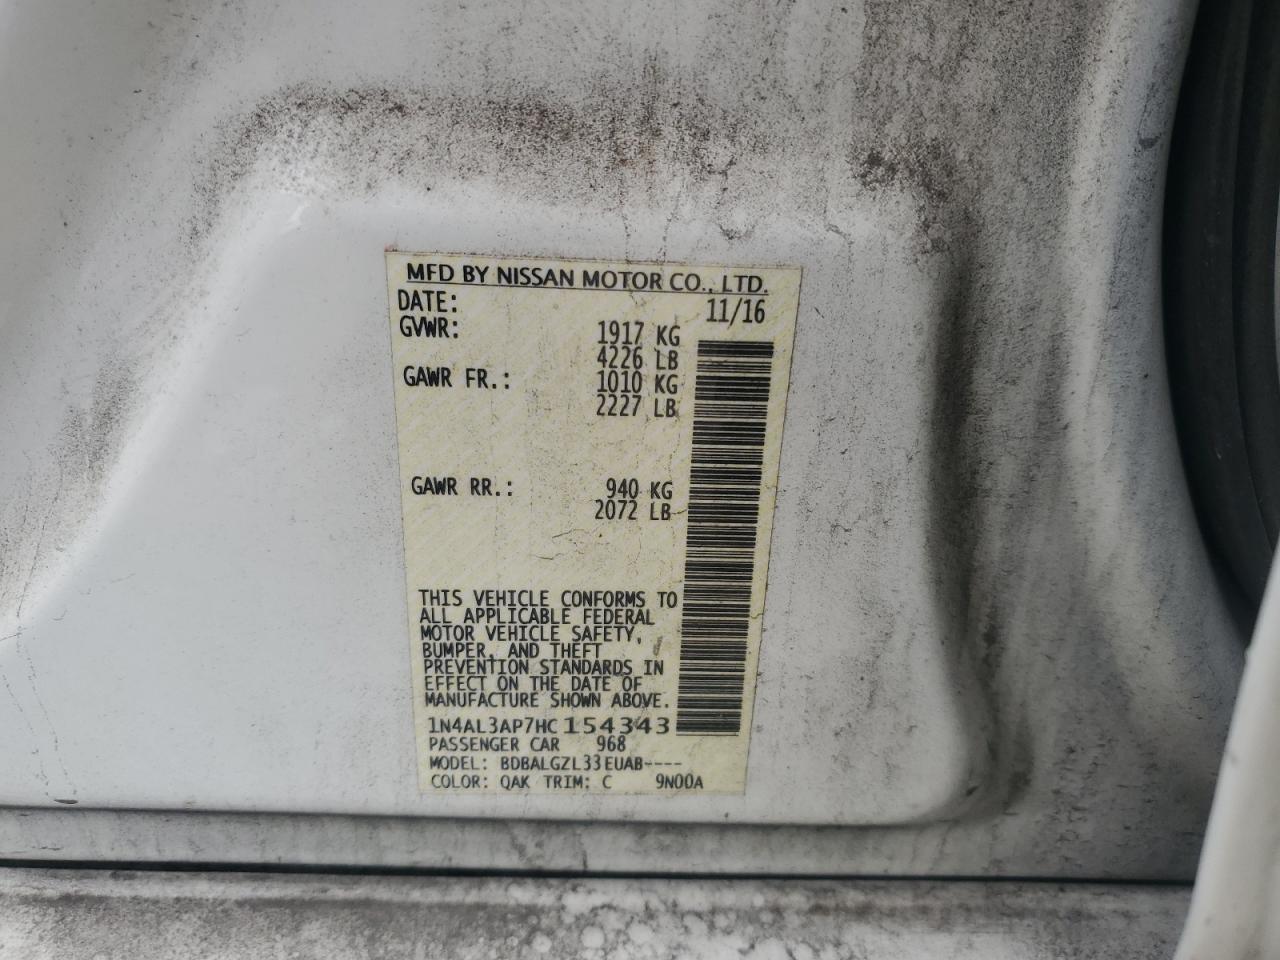 MFD BY NISSAN MOTOR CO., LTD.
DATE: 11/16
GVWR: 1917 KG
4226 LB
GAWR FR.: 1010 KG
2227 LB
GAWR RR.: 940 KG
2072 LB
THIS VEHICLE CONFORMS TO
ALL APPLICABLE FEDERAL
MOTOR VEHICLE SAFETY,
BUMPER, AND THEFT
PREVENTION STANDARDS IN
EFFECT ON THE DATE OF
MANUFACTURE SHOWN ABOVE.
1N4AL3AP7HC154343
PASSENGER CAR 968
MODEL: BDBALGZL33EUAB----
COLOR: QAK TRIM: C 9N00A